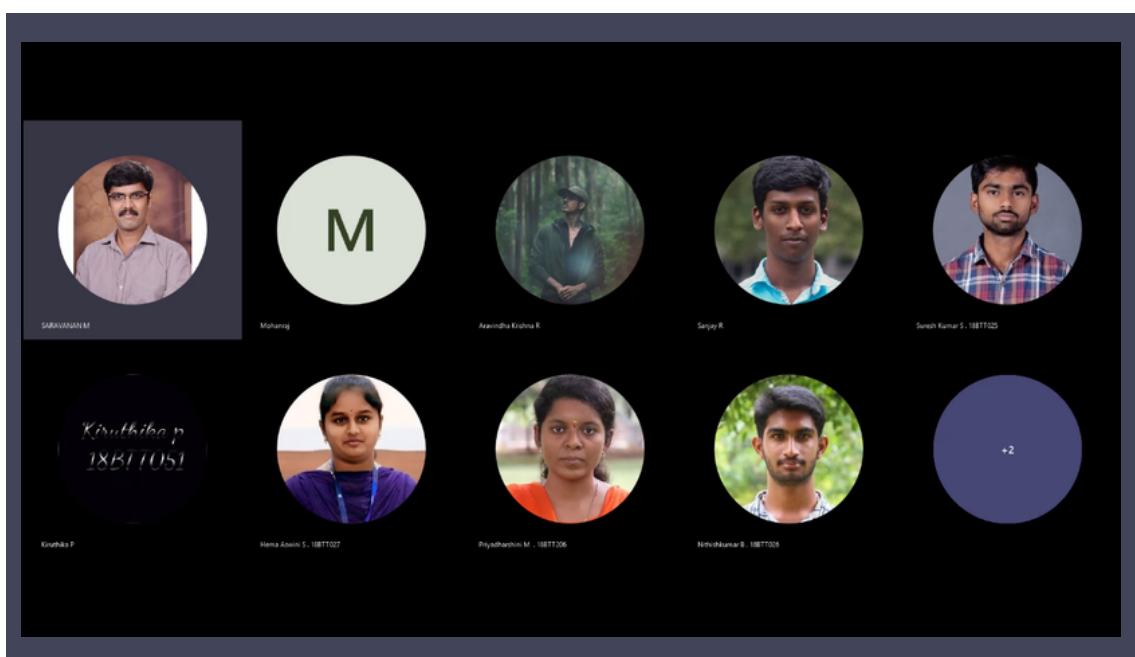 M
SARAVANAN M
Mohanraj
Aravindha Krishna R
Sanjay R
Suresh Kumar S . 18BTT025
Kiruthika p
18BTT051
+2
Kiruthika P
Hema Aswini S . 18BTT027
Priyadharshini M . 18BTT206
Nithishkumar B . 18BTT026